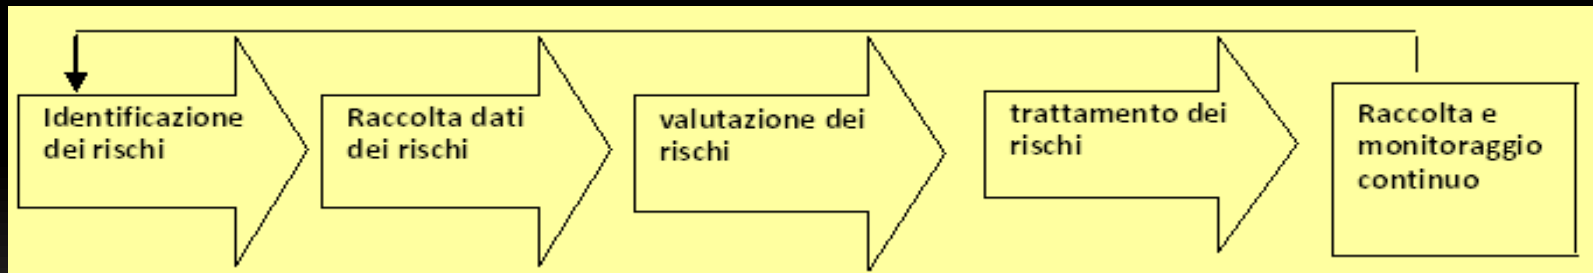 Identificazione
dei rischi
Raccolta dati
dei rischi
valutazione dei
rischi
trattamento dei
rischi
Raccolta e
monitoraggio
continuo